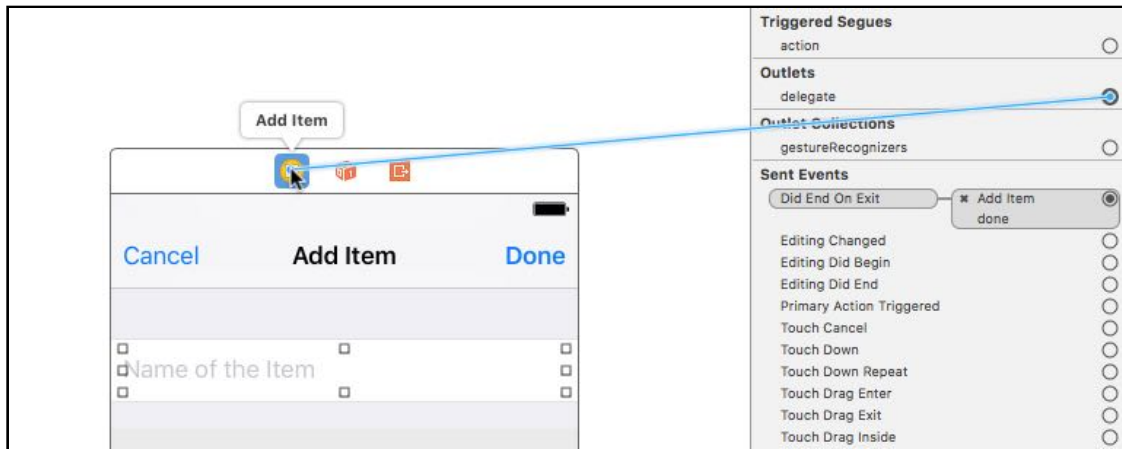 Add Item
Cancel
Add Item
Done
Name of the Item
Triggered Segues
action
Outlets
delegate
Outlet Collections
gestureRecognizers
Sent Events
Did End On Exit
Add Item
done
Editing Changed
Editing Did Begin
Editing Did End
Primary Action Triggered
Touch Cancel
Touch Down
Touch Down Repeat
Touch Drag Enter
Touch Drag Exit
Touch Drag Inside